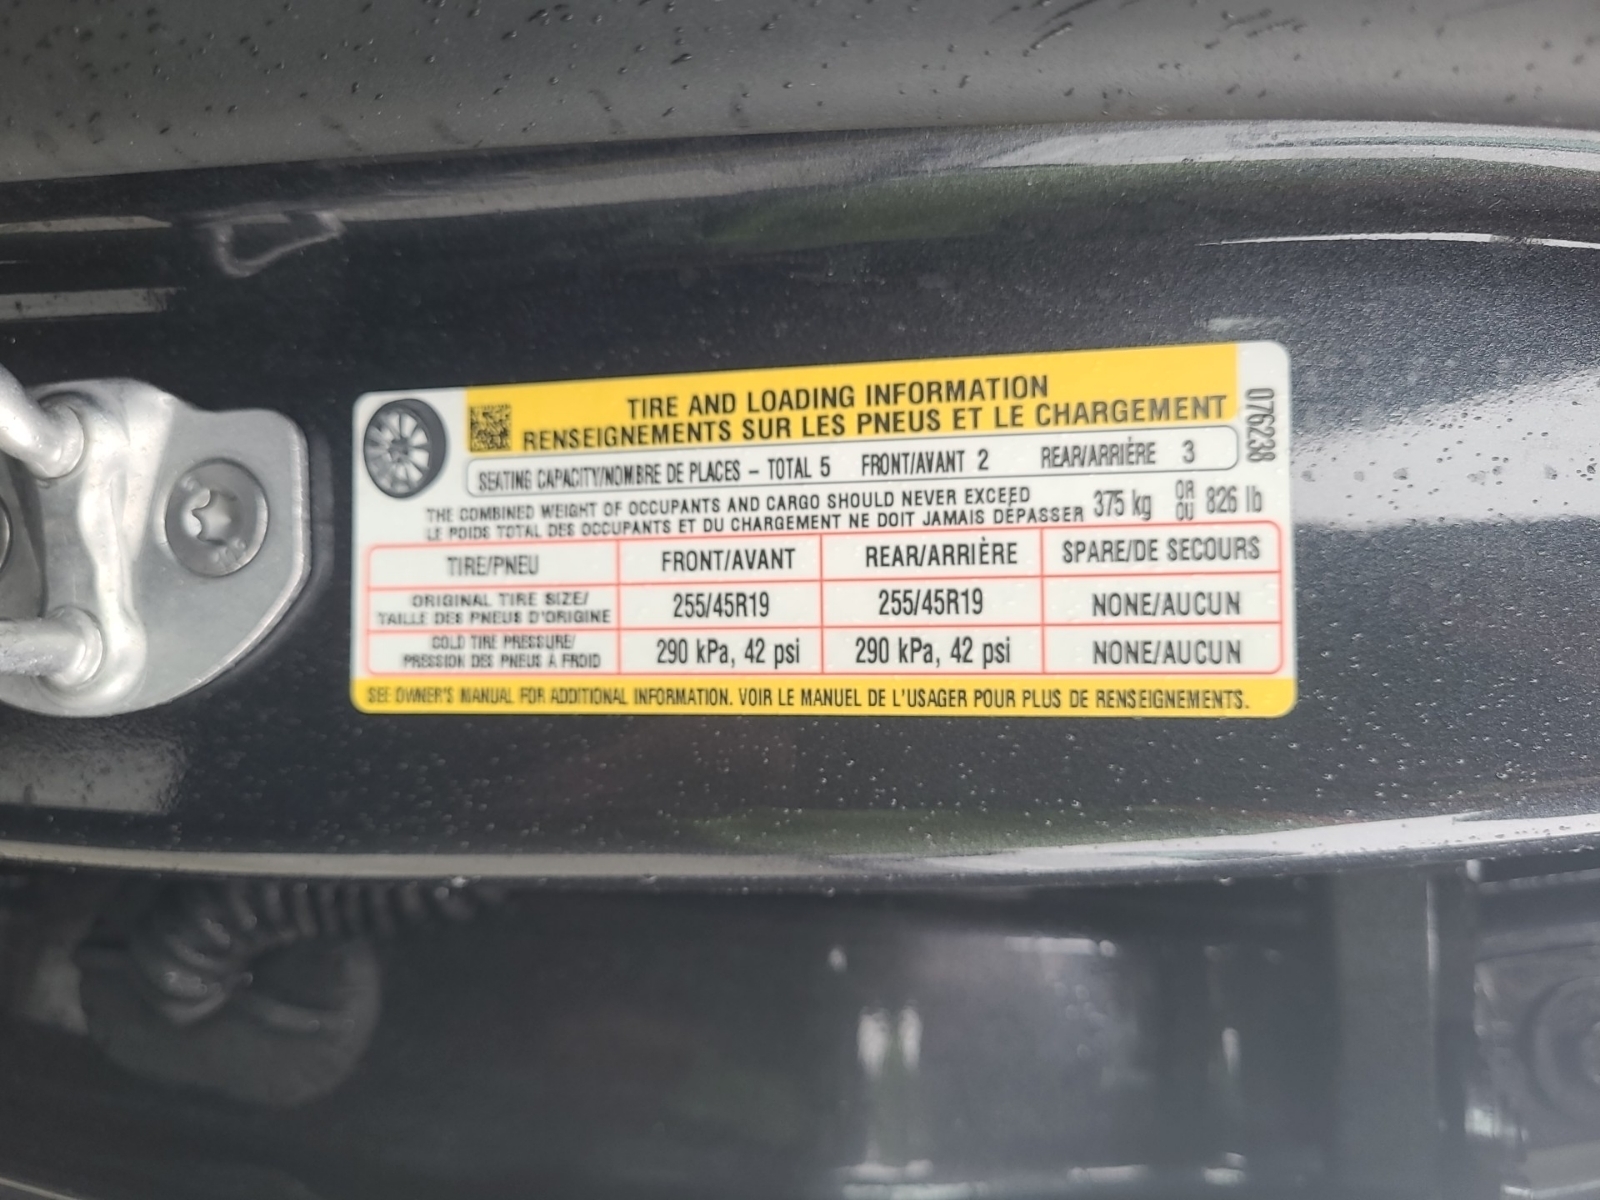 TIRE AND LOADING INFORMATION
RENSEIGNEMENTS SUR LES PNEUS ET LE CHARGEMENT
076238
SEATING CAPACITY/NOMBRE DE PLACES – TOTAL 5 FRONT/AVANT 2 REAR/ARRIÈRE 3
THE COMBINED WEIGHT OF OCCUPANTS AND CARGO SHOULD NEVER EXCEED
LE POIDS TOTAL DES OCCUPANTS ET DU CHARGEMENT NE DOIT JAMAIS DÉPASSER 375 kg OR OU 826 lb
TIRE/PNEU FRONT/AVANT REAR/ARRIÈRE SPARE/DE SECOURS
ORIGINAL TIRE SIZE/
TAILLE DES PNEUS D'ORIGINE 255/45R19 255/45R19 NONE/AUCUN
COLD TIRE PRESSURE/
PRESSION DES PNEUS À FROID 290 kPa, 42 psi 290 kPa, 42 psi NONE/AUCUN
SEE OWNER'S MANUAL FOR ADDITIONAL INFORMATION. VOIR LE MANUEL DE L'USAGER POUR PLUS DE RENSEIGNEMENTS.